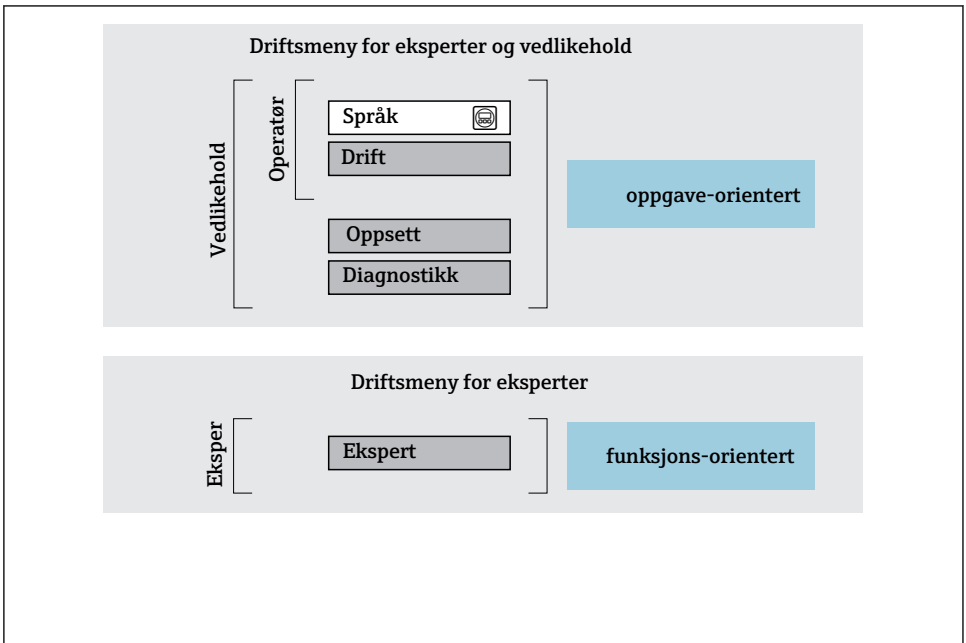 Driftsmeny for eksperter og vedlikehold
Vedlikehold
Operatør
Språk
Drift
Oppsett
Diagnostikk
oppgave-orientert
Driftsmeny for eksperter
Eksper
Ekspert
funksjons-orientert